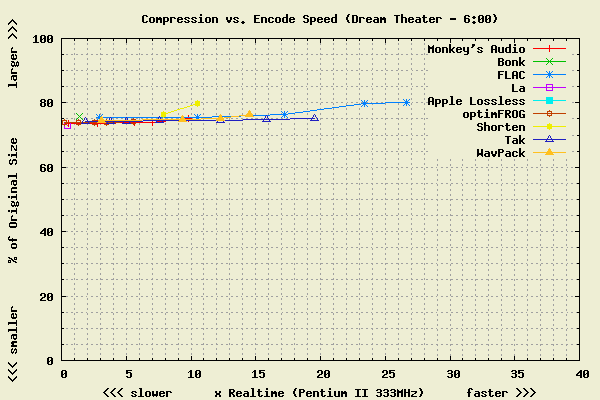 Compression vs. Encode Speed (Dream Theater - 6:00)
<<< smaller % of Original Size larger >>>
100
80
60
40
20
0
Monkey's Audio
Bonk
FLAC
La
Apple Lossless
optimFROG
Shorten
Tak
WavPack
0 5 10 15 20 25 30 35 40
<<< slower x Realtime (Pentium II 333MHz) faster >>>